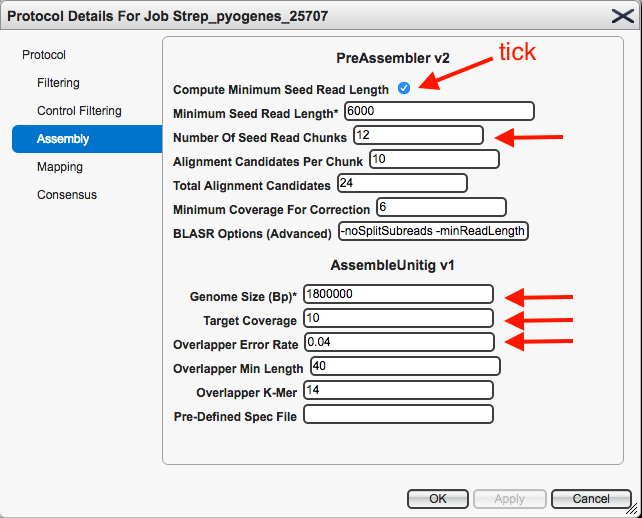 Protocol Details For Job Strep_pyogenes_25707
Protocol
Filtering
Control Filtering
Assembly
Mapping
Consensus
PreAssembler v2
tick
Compute Minimum Seed Read Length
Minimum Seed Read Length* 6000
Number Of Seed Read Chunks 12
Alignment Candidates Per Chunk 10
Total Alignment Candidates 24
Minimum Coverage For Correction 6
BLASR Options (Advanced) -noSplitSubreads -minReadLength
AssembleUnitig v1
Genome Size (Bp)* 1800000
Target Coverage 10
Overlapper Error Rate 0.04
Overlapper Min Length 40
Overlapper K-Mer 14
Pre-Defined Spec File
OK Apply Cancel